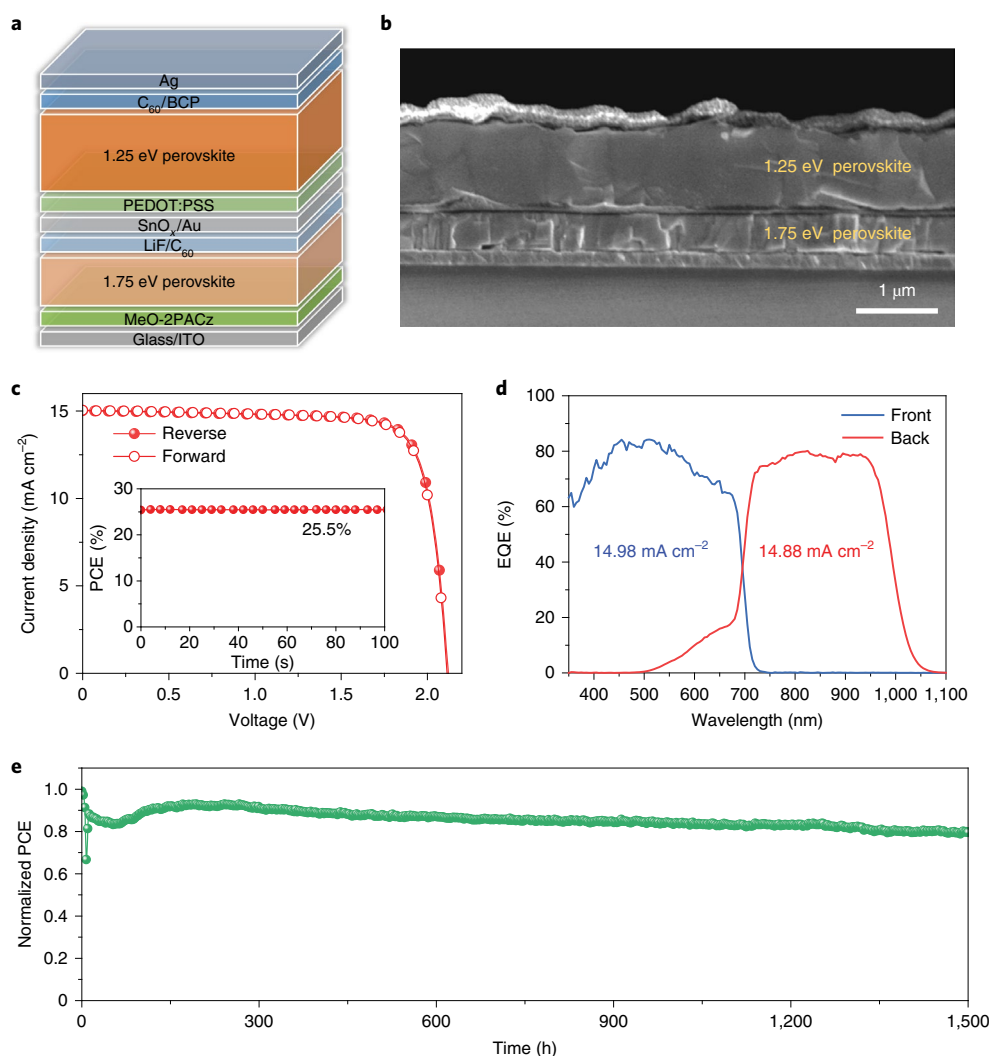 a
Ag
C60/BCP
1.25 eV perovskite
PEDOT:PSS
SnOx/Au
LiF/C60
1.75 eV perovskite
MeO-2PACz
Glass/ITO
b
1.25 eV perovskite
1.75 eV perovskite
1 μm
c
Current density (mA cm−2)
15
10
5
0
Reverse
Forward
PCE (%)
30
20
10
0
25.5%
0 20 40 60 80 100
Time (s)
0 0.5 1.0 1.5 2.0
Voltage (V)
d
EQE (%)
100
80
60
40
20
0
Front
Back
14.98 mA cm−2
14.88 mA cm−2
400 500 600 700 800 900 1,000 1,100
Wavelength (nm)
e
Normalized PCE
1.0
0.8
0.6
0.4
0.2
0
0 300 600 900 1,200 1,500
Time (h)